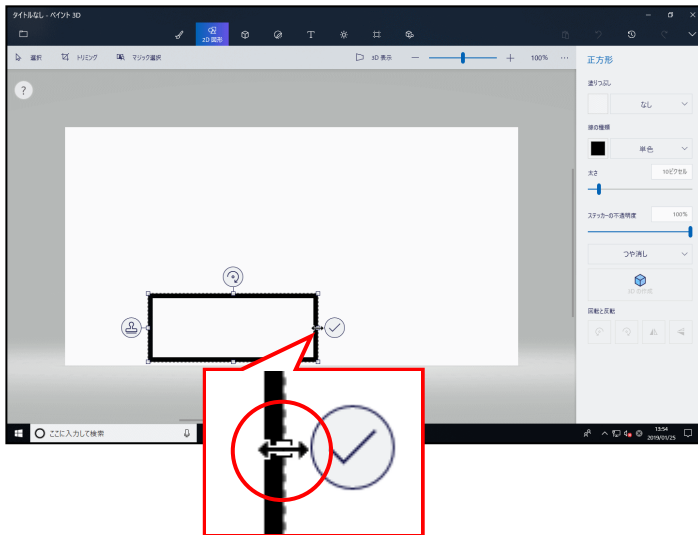 タイトルなし - ペイント 3D
2D 図形
選択 トリミング マジック選択 3D 表示 100% ...
正方形
塗りつぶし
なし
線の種類
単色
太さ 10ピクセル
ステッカーの不透明度 100%
つや消し
3D の作成
回転と反転
ここに入力して検索
13:54
2019/01/25